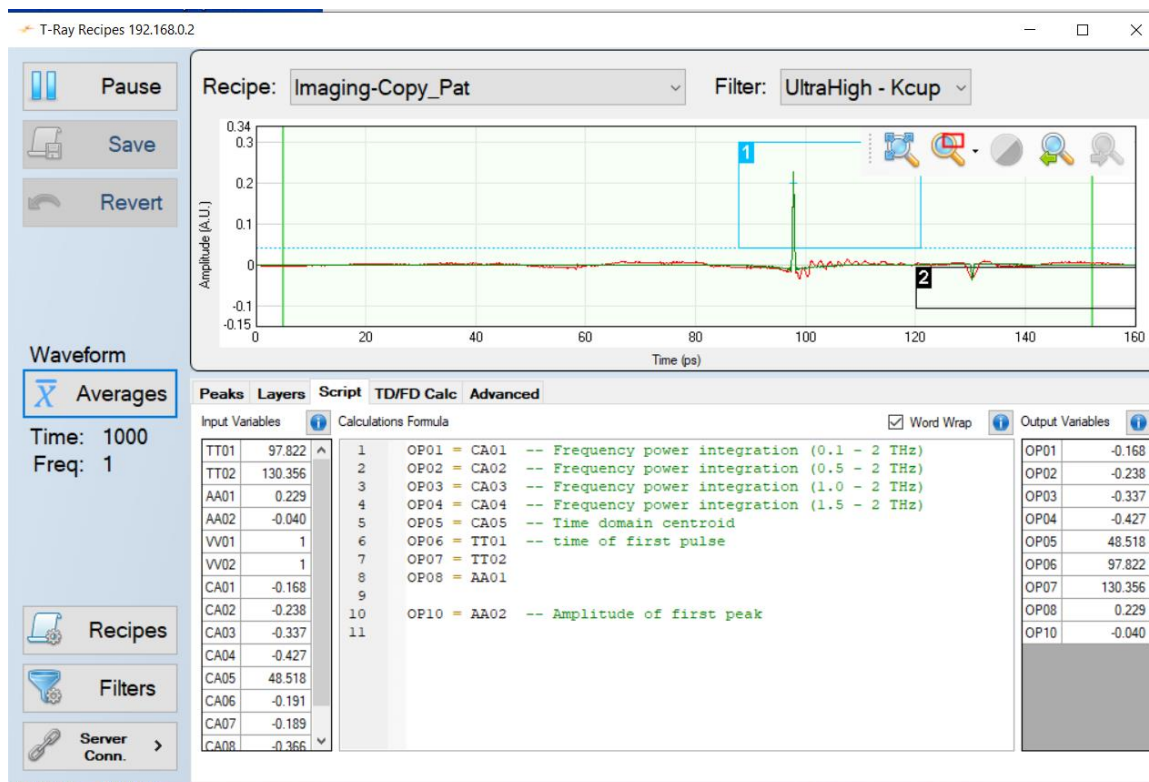 T-Ray Recipes 192.168.0.2
Pause
Save
Revert
Waveform
X Averages
Time: 1000
Freq: 1
Recipes
Filters
Server Conn. >
Recipe: Imaging-Copy_Pat Filter: UltraHigh - Kcup
Amplitude (A.U.)
0.34
0.3
0.2
0.1
0
-0.1
-0.15
1
2
0 20 40 60 80 100 120 140 160
Time (ps)
Peaks Layers Script TD/FD Calc Advanced
Input Variables
TT01 97.822
TT02 130.356
AA01 0.229
AA02 -0.040
VV01 1
VV02 1
CA01 -0.168
CA02 -0.238
CA03 -0.337
CA04 -0.427
CA05 48.518
CA06 -0.191
CA07 -0.189
CA08 -0.366
Calculations Formula
Word Wrap
1 OP01 = CA01 -- Frequency power integration (0.1 - 2 THz)
2 OP02 = CA02 -- Frequency power integration (0.5 - 2 THz)
3 OP03 = CA03 -- Frequency power integration (1.0 - 2 THz)
4 OP04 = CA04 -- Frequency power integration (1.5 - 2 THz)
5 OP05 = CA05 -- Time domain centroid
6 OP06 = TT01 -- time of first pulse
7 OP07 = TT02
8 OP08 = AA01
9
10 OP10 = AA02 -- Amplitude of first peak
11
Output Variables
OP01 -0.168
OP02 -0.238
OP03 -0.337
OP04 -0.427
OP05 48.518
OP06 97.822
OP07 130.356
OP08 0.229
OP10 -0.040